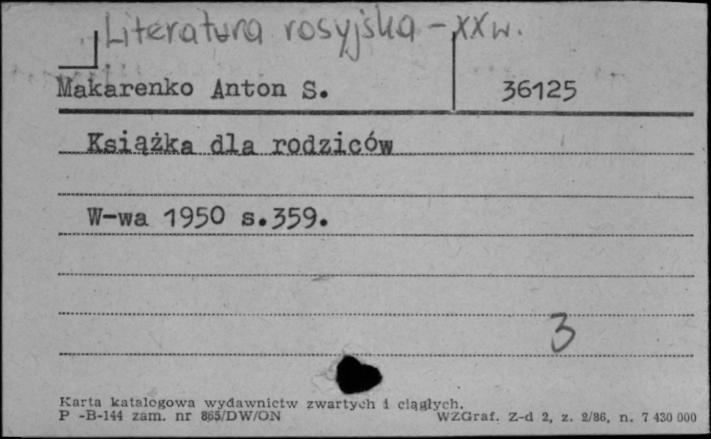 Literatura rosyjska - XX w.
Makarenko Anton S. 36125
Książka dla rodziców
W-wa 1950 s.359.
3
Karta katalogowa wydawnictw zwartych i ciągłych.
P -B-144 zam. nr 865/DW/ON WZGraf. Z-d 2, z. 2/86, n. 7 430 000